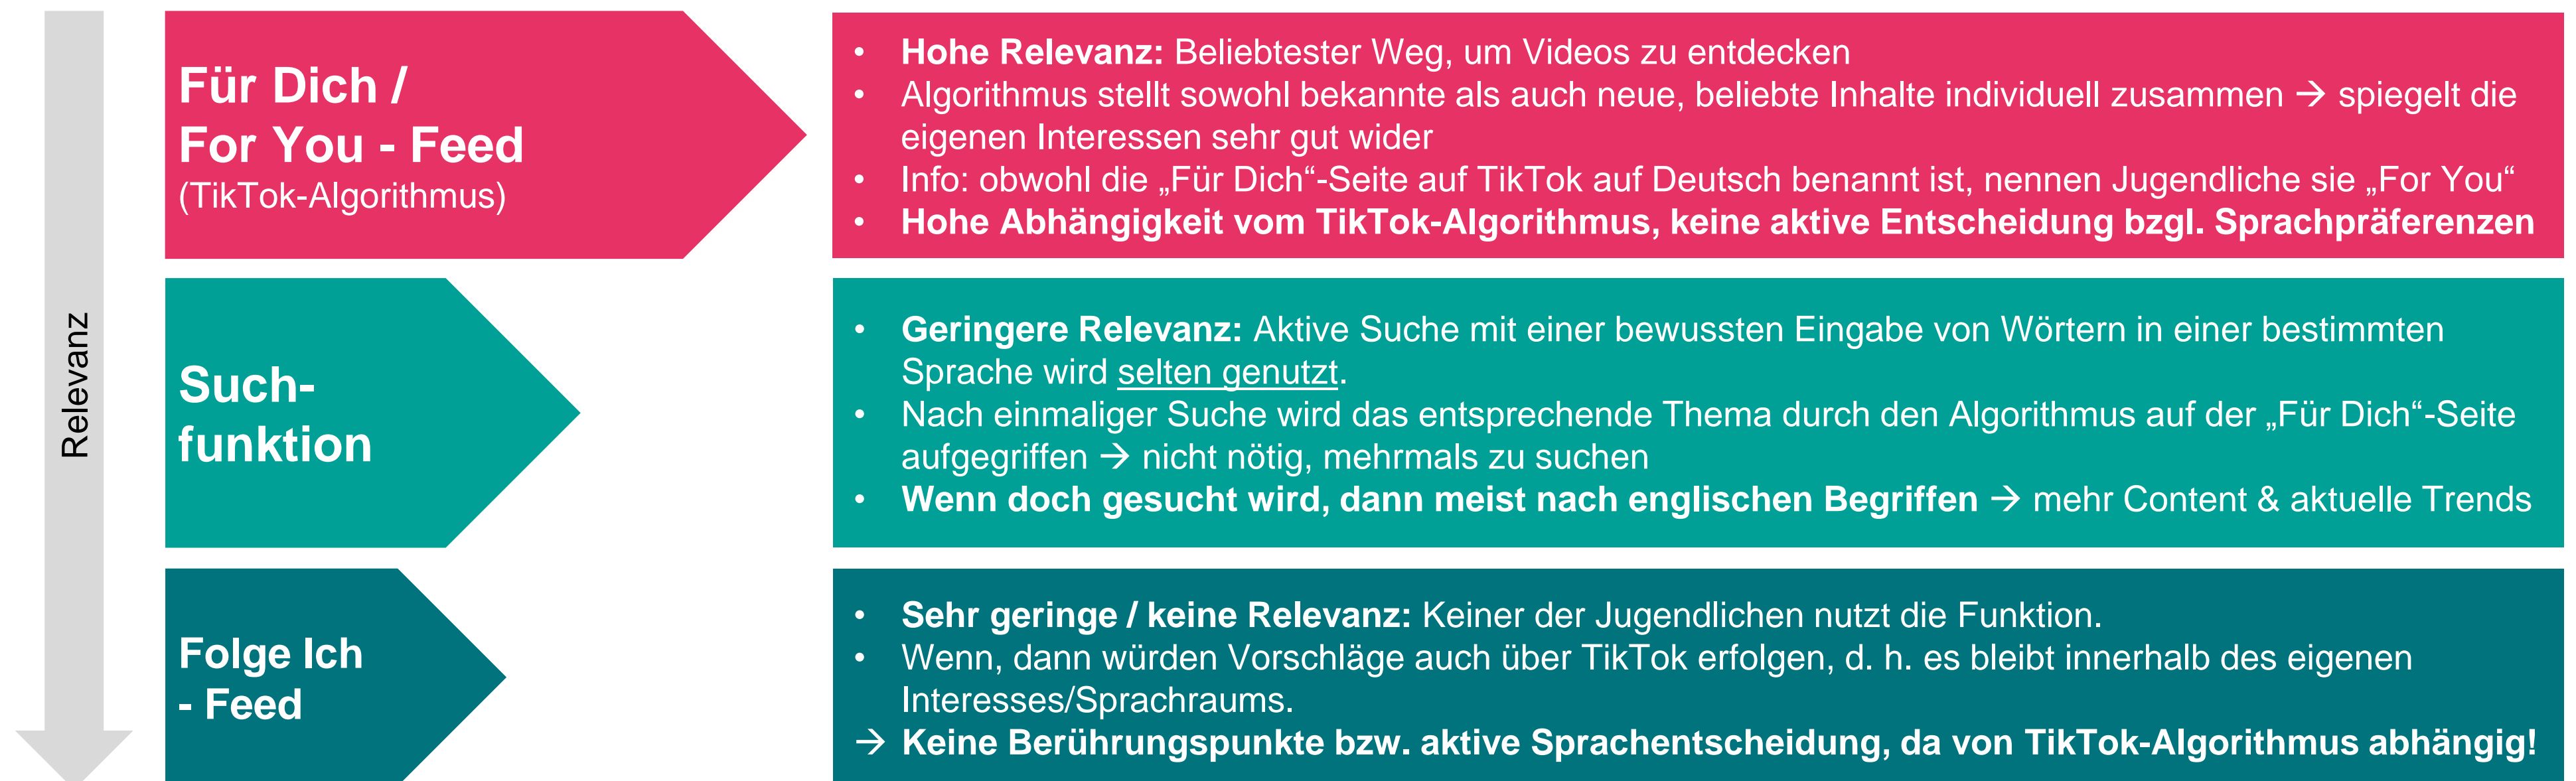 Relevanz
Für Dich /
For You - Feed
(TikTok-Algorithmus)
• Hohe Relevanz: Beliebtester Weg, um Videos zu entdecken
• Algorithmus stellt sowohl bekannte als auch neue, beliebte Inhalte individuell zusammen → spiegelt die
eigenen Interessen sehr gut wider
• Info: obwohl die „Für Dich“-Seite auf TikTok auf Deutsch benannt ist, nennen Jugendliche sie „For You“
• Hohe Abhängigkeit vom TikTok-Algorithmus, keine aktive Entscheidung bzgl. Sprachpräferenzen
Such-
funktion
• Geringere Relevanz: Aktive Suche mit einer bewussten Eingabe von Wörtern in einer bestimmten
Sprache wird selten genutzt.
• Nach einmaliger Suche wird das entsprechende Thema durch den Algorithmus auf der „Für Dich“-Seite
aufgegriffen → nicht nötig, mehrmals zu suchen
• Wenn doch gesucht wird, dann meist nach englischen Begriffen → mehr Content & aktuelle Trends
Folge Ich
- Feed
• Sehr geringe / keine Relevanz: Keiner der Jugendlichen nutzt die Funktion.
• Wenn, dann würden Vorschläge auch über TikTok erfolgen, d. h. es bleibt innerhalb des eigenen
Interesses/Sprachraums.
→ Keine Berührungspunkte bzw. aktive Sprachentscheidung, da von TikTok-Algorithmus abhängig!